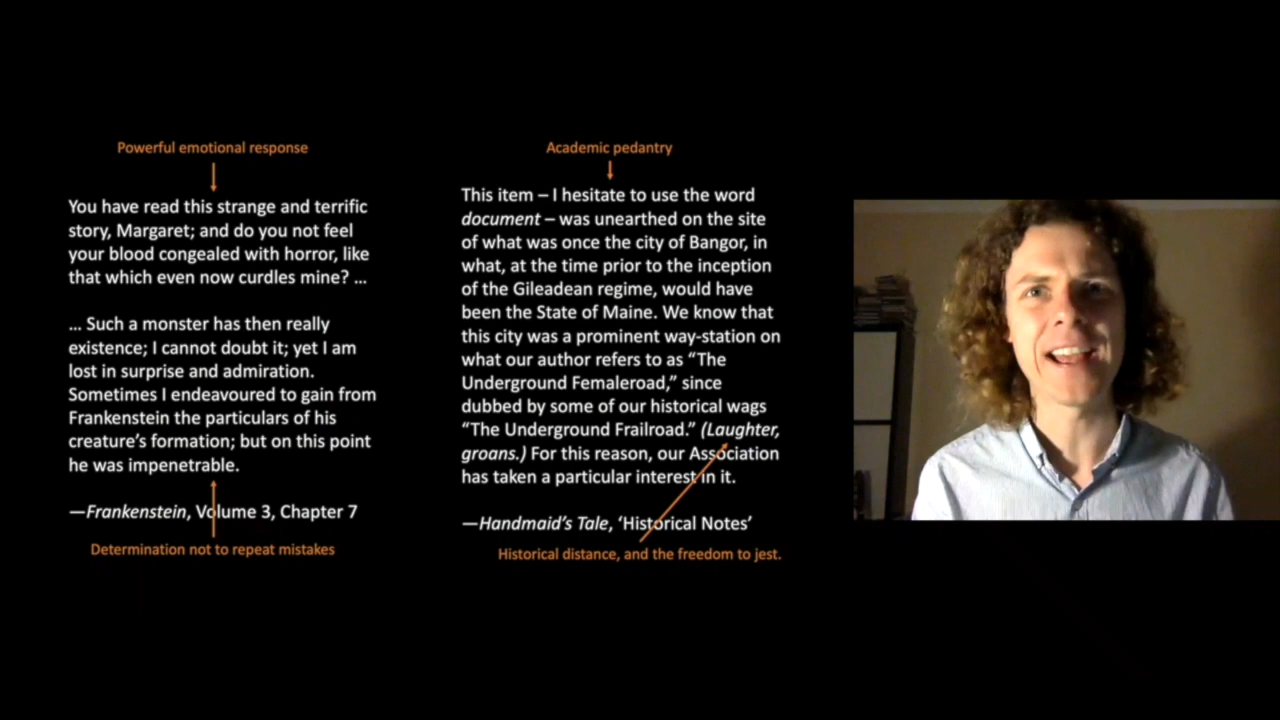 Powerful emotional response
You have read this strange and terrific
story, Margaret; and do you not feel
your blood congealed with horror, like
that which even now curdles mine? ...
... Such a monster has then really
existence; I cannot doubt it; yet I am
lost in surprise and admiration.
Sometimes I endeavoured to gain from
Frankenstein the particulars of his
creature’s formation; but on this point
he was impenetrable.
—Frankenstein, Volume 3, Chapter 7
Determination not to repeat mistakes
Academic pedantry
This item – I hesitate to use the word
document – was unearthed on the site
of what was once the city of Bangor, in
what, at the time prior to the inception
of the Gileadean regime, would have
been the State of Maine. We know that
this city was a prominent way-station on
what our author refers to as “The
Underground Femaleroad,” since
dubbed by some of our historical wags
“The Underground Frailroad.” (Laughter,
groans.) For this reason, our Association
has taken a particular interest in it.
—Handmaid’s Tale, ‘Historical Notes’
Historical distance, and the freedom to jest.